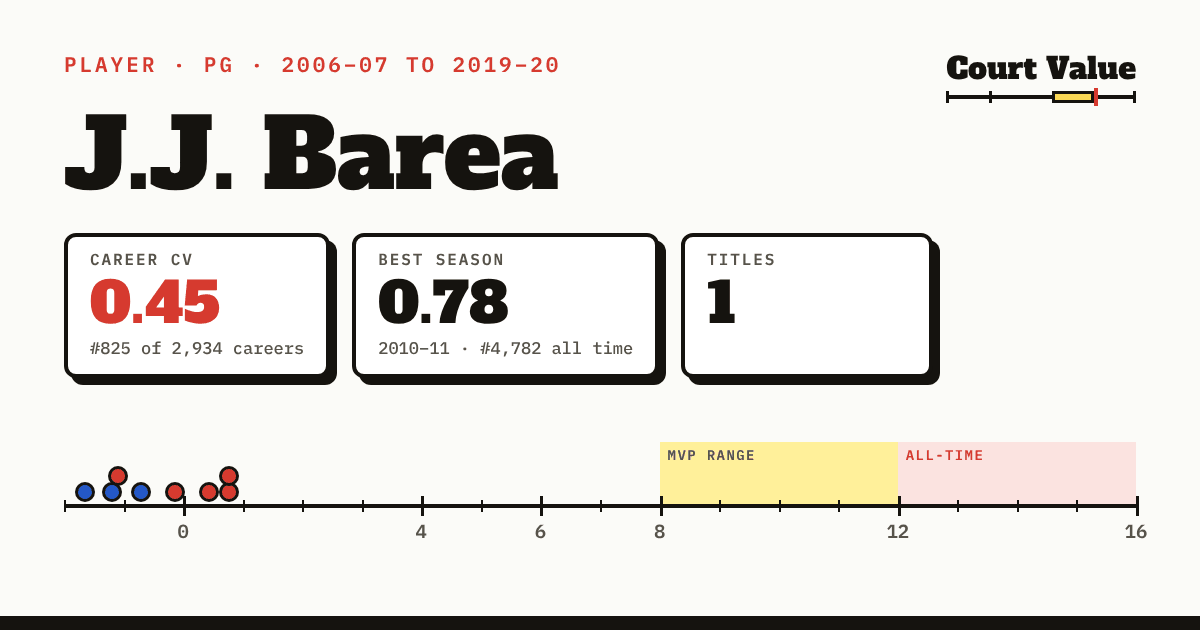 PLAYER · PG · 2006–07 TO 2019–20
Court Value
J.J. Barea
CAREER CV
0.45
#825 of 2,934 careers
BEST SEASON
0.78
2010–11 · #4,782 all time
TITLES
1
MVP RANGE
ALL-TIME
0 4 6 8 12 16